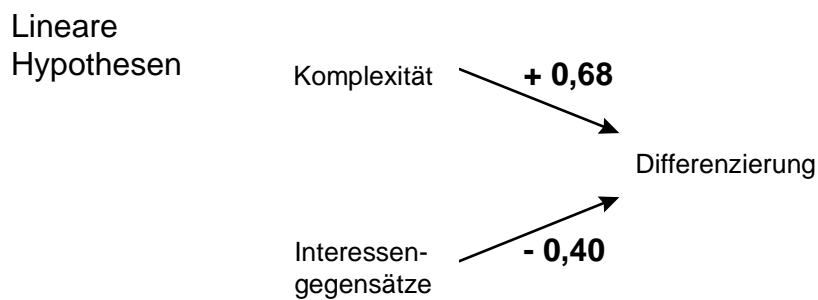 Lineare
Hypothesen
Komplexität
+ 0,68
Differenzierung
Interessen-
gegensätze
- 0,40